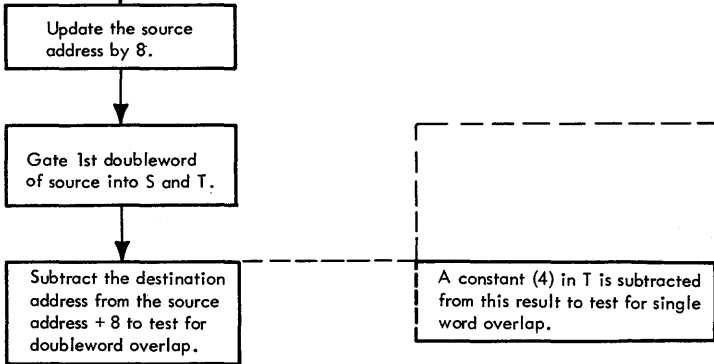 Update the source
address by 8.
Gate 1st doubleword
of source into S and T.
Subtract the destination
address from the source
address + 8 to test for
doubleword overlap.
A constant (4) in T is subtracted
from this result to test for single
word overlap.